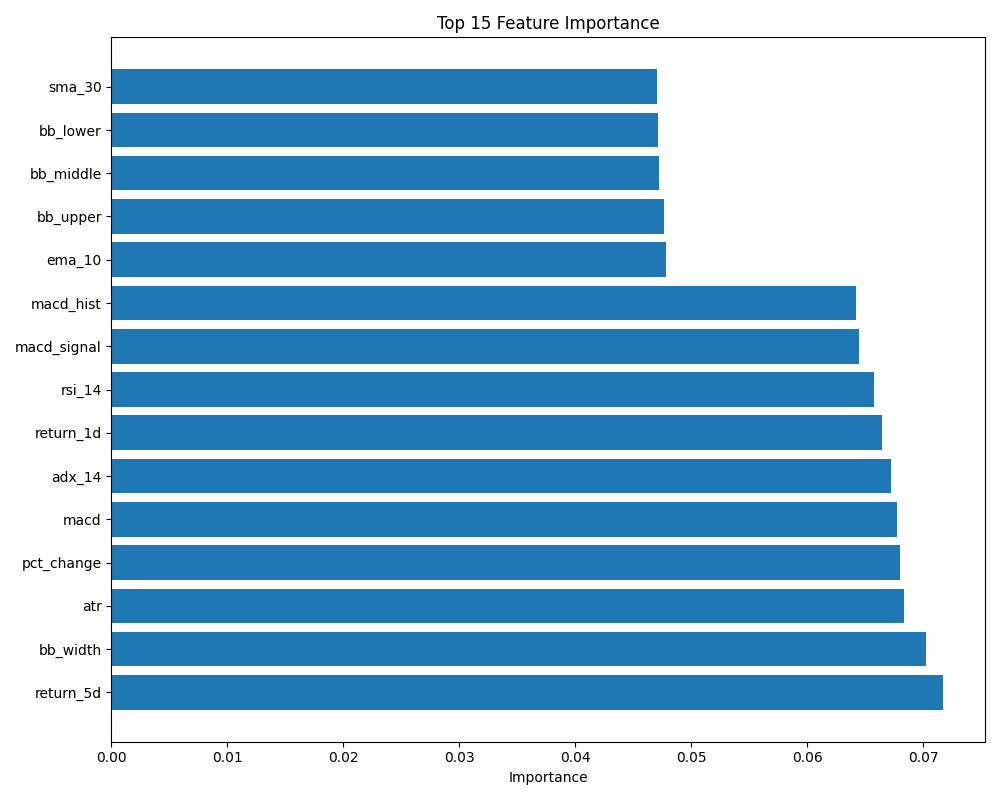 Top 15 Feature Importance
sma_30
bb_lower
bb_middle
bb_upper
ema_10
macd_hist
macd_signal
rsi_14
return_1d
adx_14
macd
pct_change
atr
bb_width
return_5d
0.00 0.01 0.02 0.03 0.04 0.05 0.06 0.07
Importance